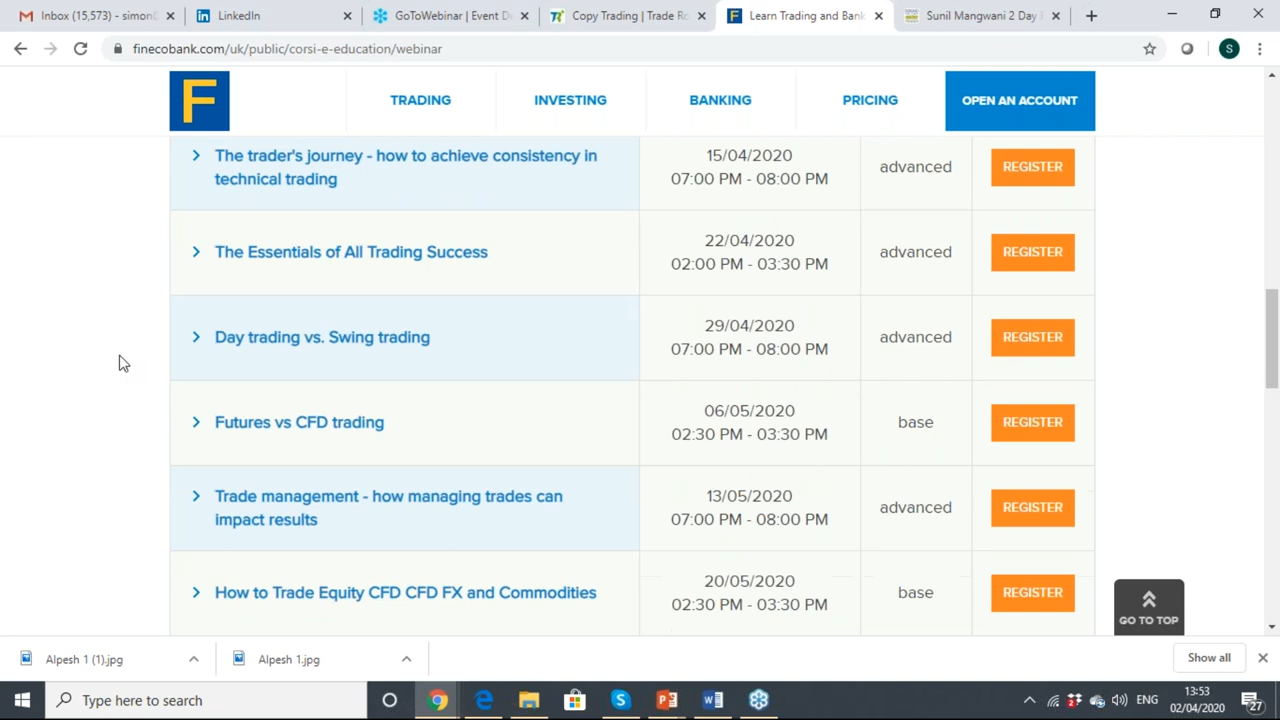 Inbox (15,573) - simon@
LinkedIn
GoToWebinar | Event D
Copy Trading | Trade Ro
Learn Trading and Bank
Sunil Mangwani 2 Day
finecobank.com/uk/public/corsi-e-education/webinar
S
F
TRADING
INVESTING
BANKING
PRICING
OPEN AN ACCOUNT
The trader's journey - how to achieve consistency in
technical trading
15/04/2020
07:00 PM - 08:00 PM
advanced
REGISTER
The Essentials of All Trading Success
22/04/2020
02:00 PM - 03:30 PM
advanced
REGISTER
Day trading vs. Swing trading
29/04/2020
07:00 PM - 08:00 PM
advanced
REGISTER
Futures vs CFD trading
06/05/2020
02:30 PM - 03:30 PM
base
REGISTER
Trade management - how managing trades can
impact results
13/05/2020
07:00 PM - 08:00 PM
advanced
REGISTER
How to Trade Equity CFD CFD FX and Commodities
20/05/2020
02:30 PM - 03:30 PM
base
REGISTER
GO TO TOP
Alpesh 1 (1).jpg
Alpesh 1.jpg
Show all
Type here to search
ENG
13:53
02/04/2020
27